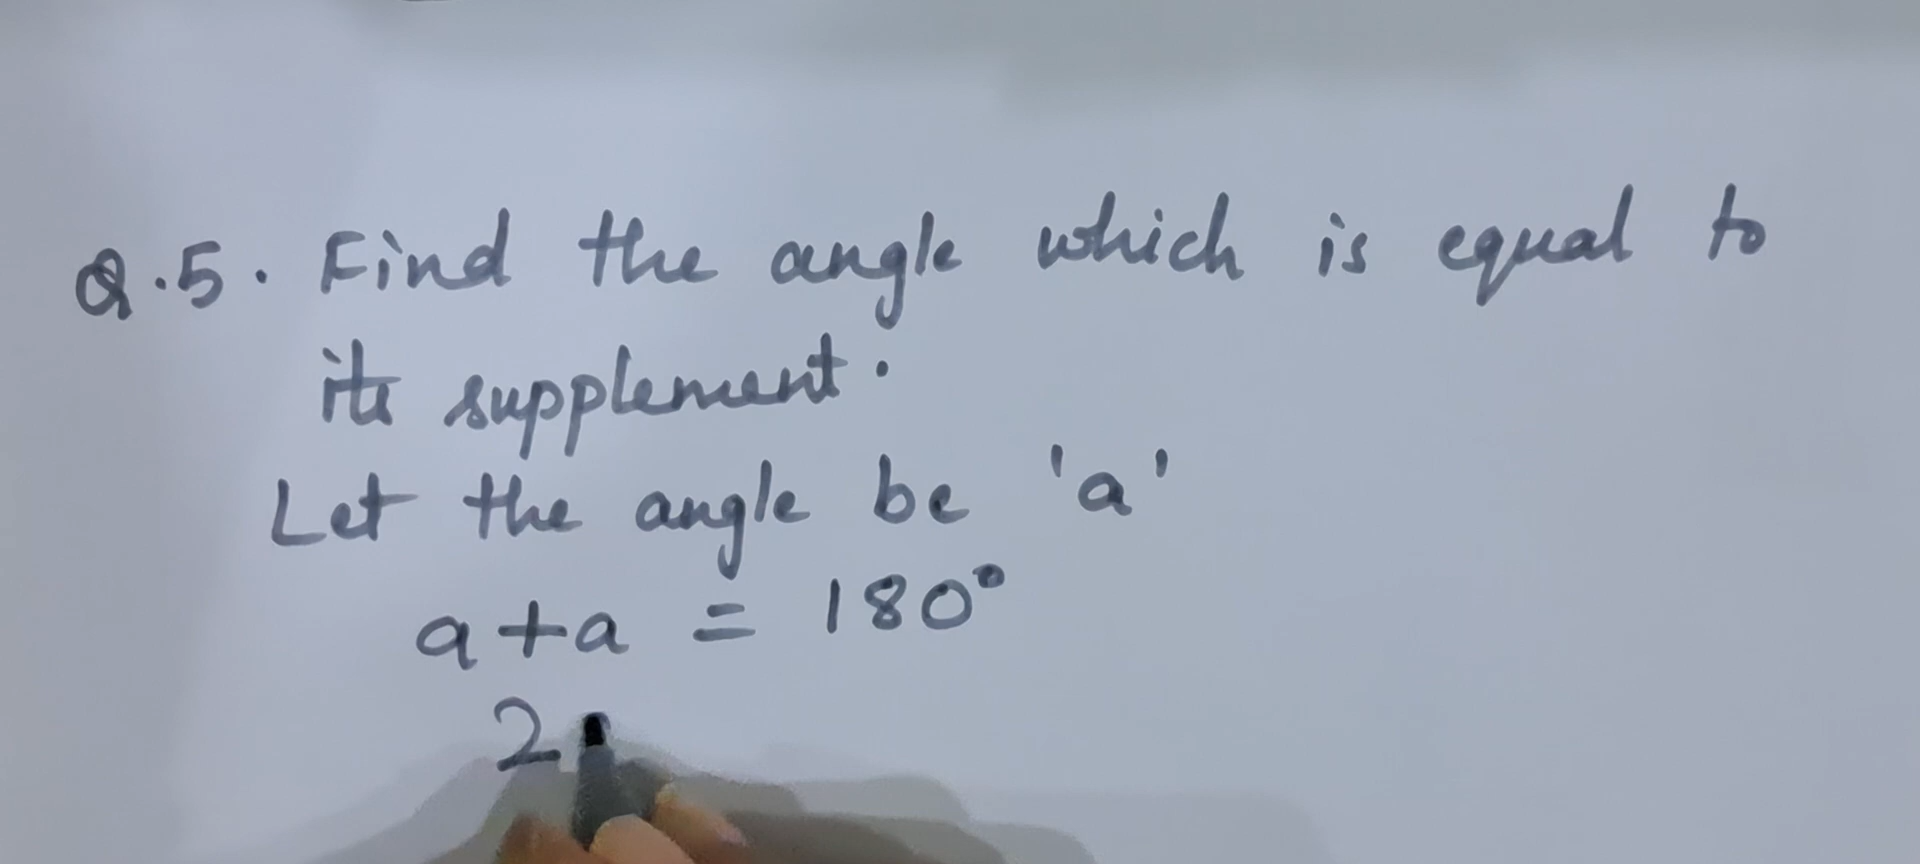 Q.5. Find the angle which is equal to
its supplement.
Let the angle be 'a'
a+a = 180°
2